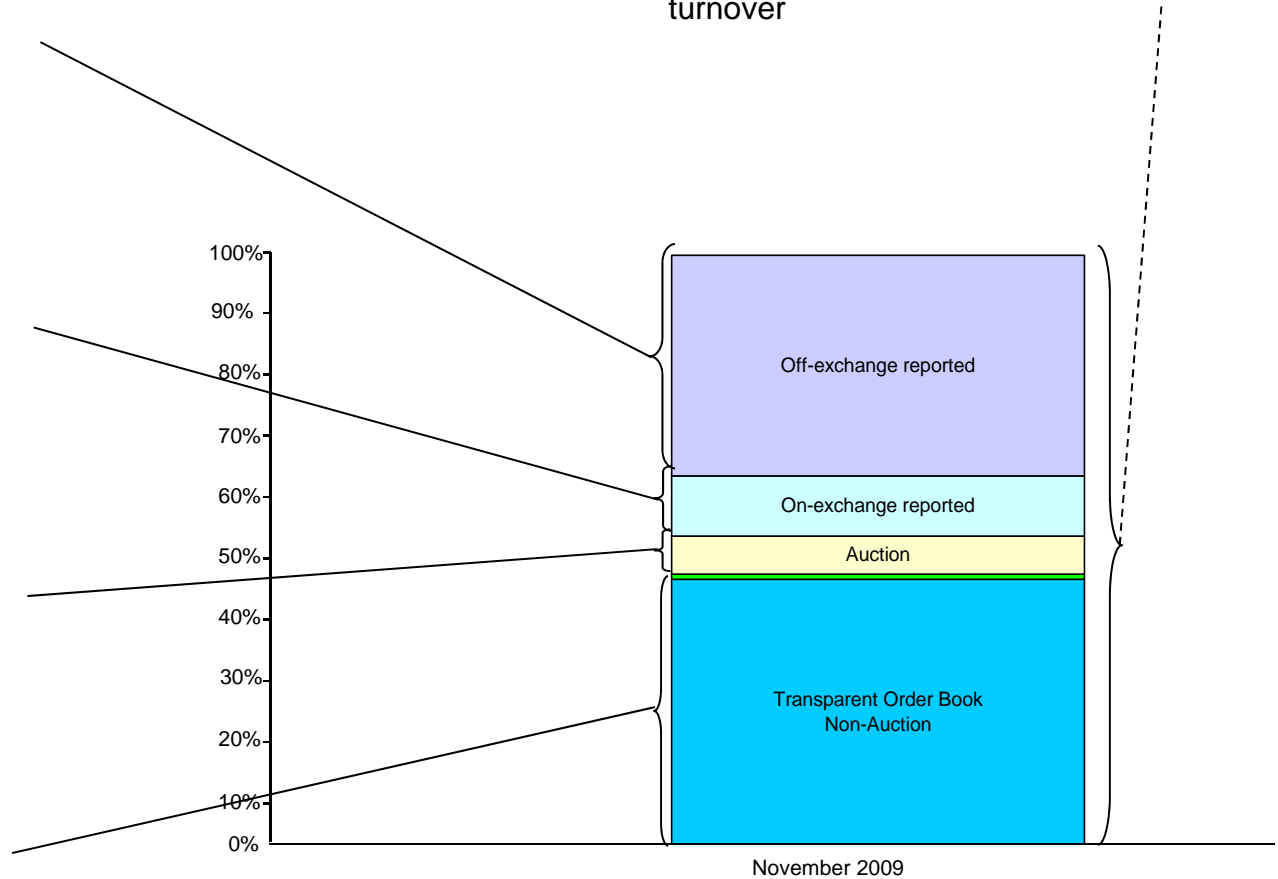 turnover
100%
90%
80%
70%
60%
50%
40%
30%
20%
10%
0%
Off-exchange reported
On-exchange reported
Auction
Transparent Order Book
Non-Auction
November 2009